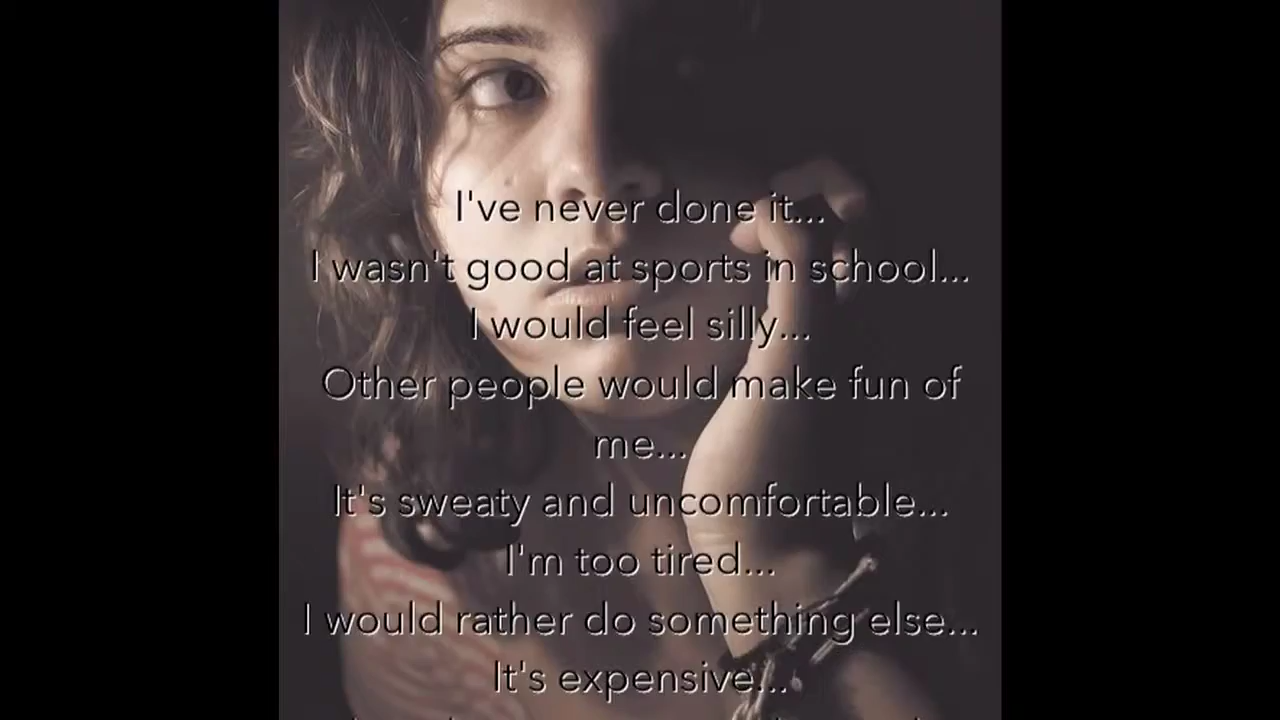 I've never done it...
I wasn't good at sports in school...
I would feel silly...
Other people would make fun of
me...
It's sweaty and uncomfortable...
I'm too tired...
I would rather do something else...
It's expensive...